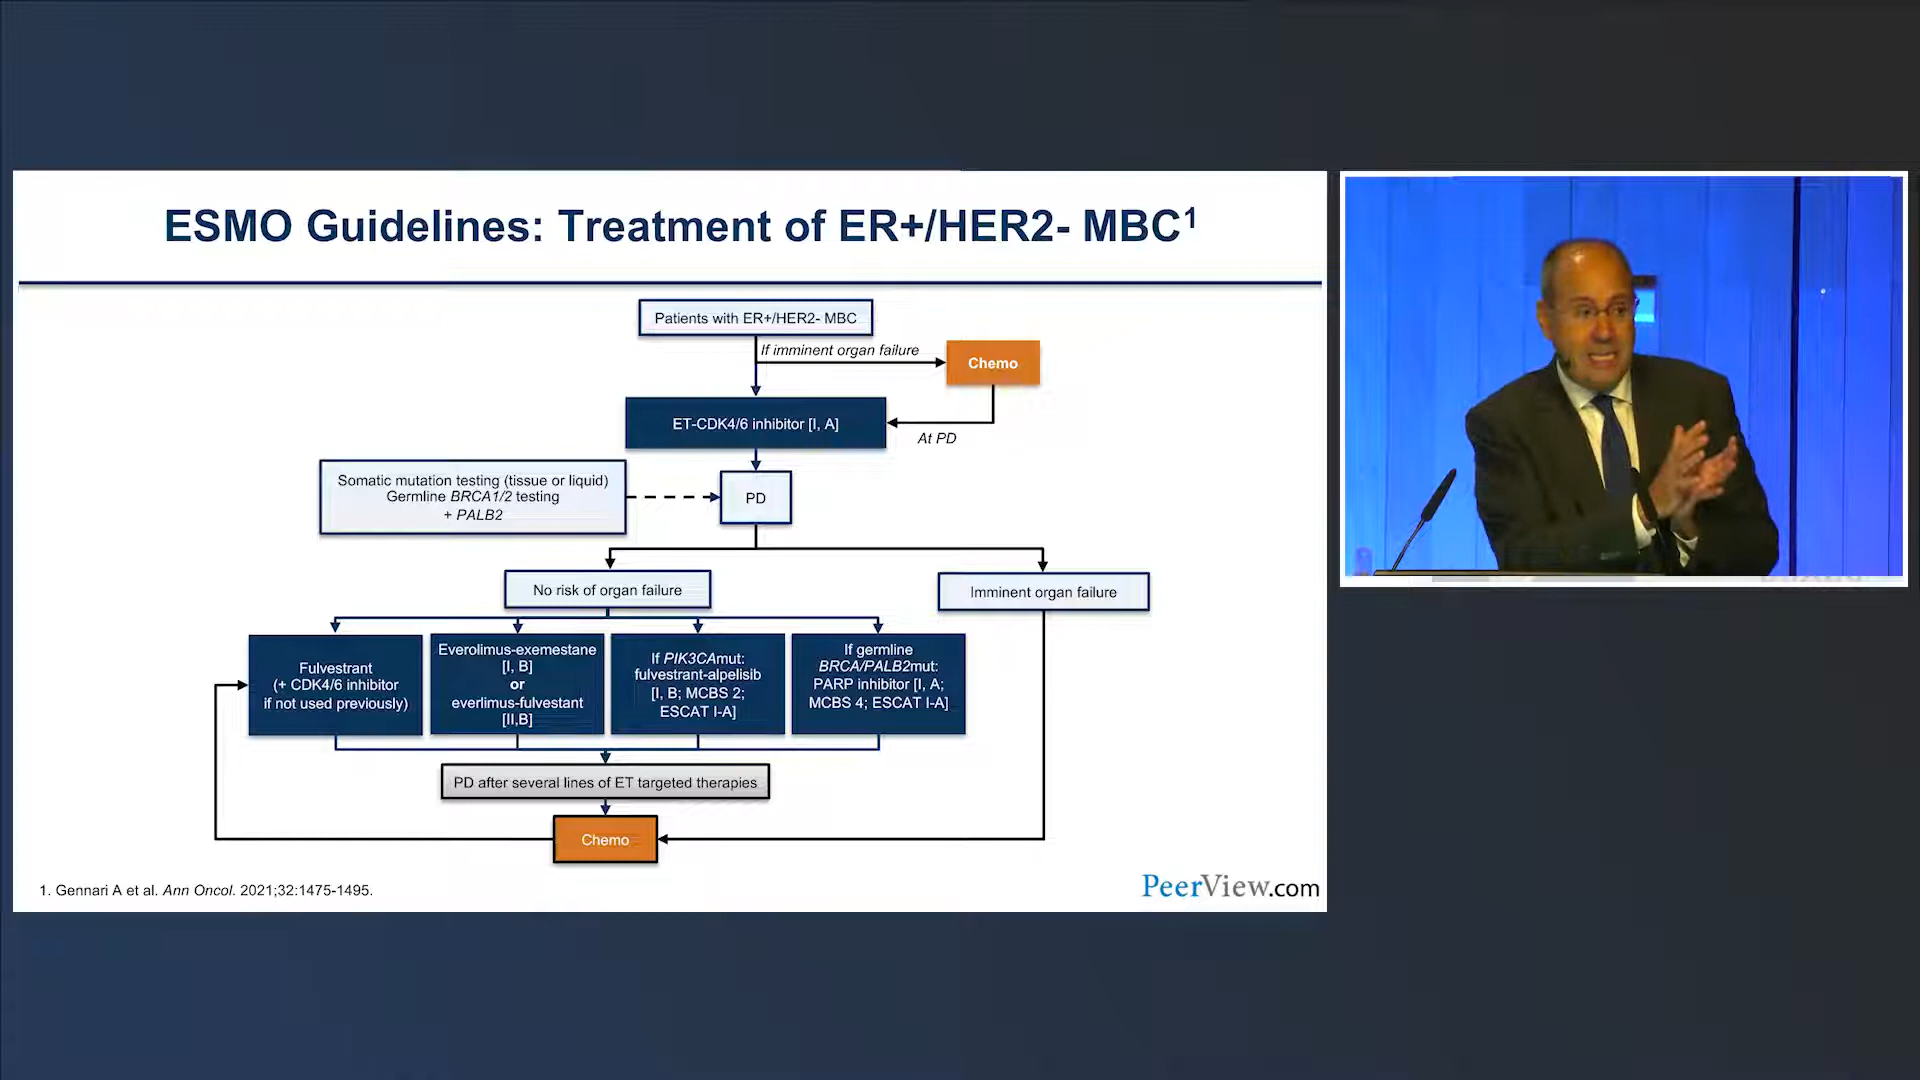 ESMO Guidelines: Treatment of ER+/HER2- MBC1
Patients with ER+/HER2- MBC
If imminent organ failure
Chemo
ET-CDK4/6 inhibitor [I, A]
At PD
Somatic mutation testing (tissue or liquid)
Germline BRCA1/2 testing
+ PALB2
PD
No risk of organ failure
Imminent organ failure
Fulvestrant
(+ CDK4/6 inhibitor
if not used previously)
Everolimus-exemestane
[I, B]
or
everlimus-fulvestant
[II,B]
If PIK3CAmut:
fulvestrant-alpelisib
[I, B; MCBS 2;
ESCAT I-A]
If germline
BRCA/PALB2mut:
PARP inhibitor [I, A;
MCBS 4; ESCAT I-A]
PD after several lines of ET targeted therapies
Chemo
1. Gennari A et al. Ann Oncol. 2021;32:1475-1495.
PeerView.com